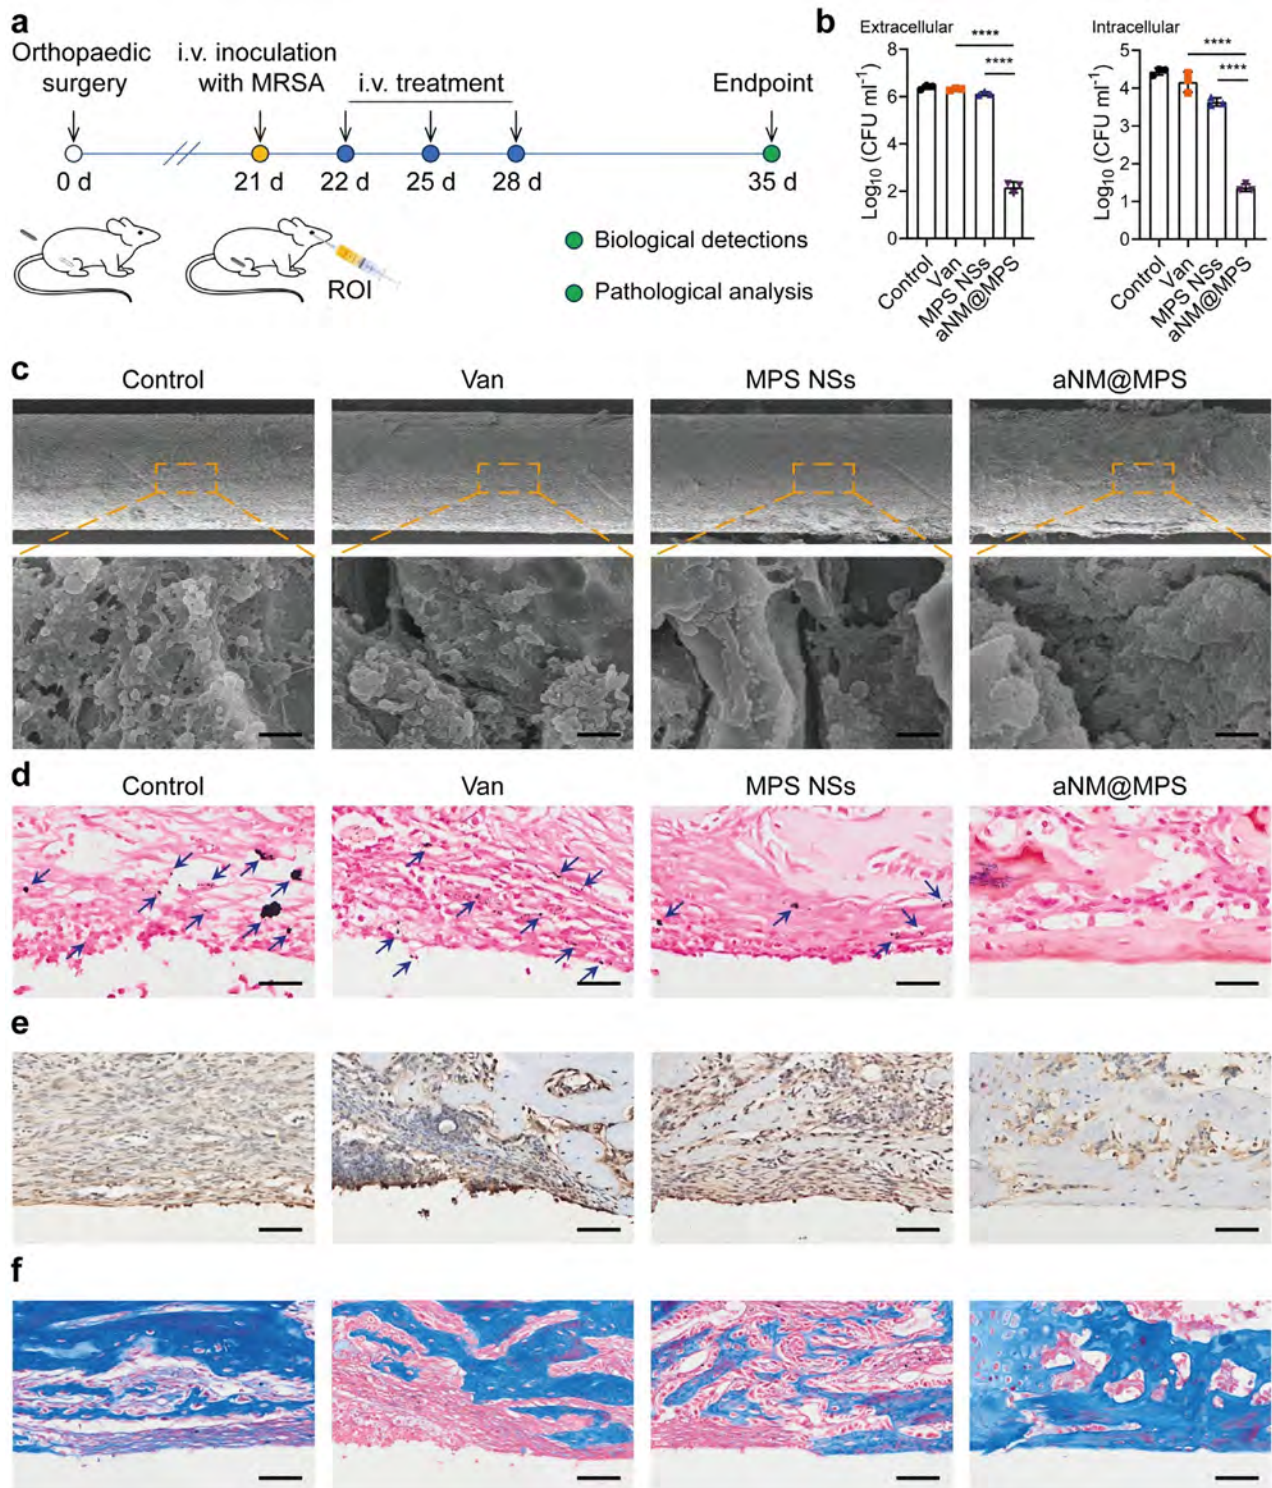 a
Orthopaedic surgery
i.v. inoculation with MRSA
i.v. treatment
Endpoint
0 d
21 d
22 d
25 d
28 d
35 d
ROI
Biological detections
Pathological analysis
b
Extracellular
****
****
Log10 (CFU ml-1)
8
6
4
2
0
Control
Van
MPS NSs
aNM@MPS
Intracellular
****
****
Log10 (CFU ml-1)
5
4
3
2
1
0
Control
Van
MPS NSs
aNM@MPS
c
Control
Van
MPS NSs
aNM@MPS
d
Control
Van
MPS NSs
aNM@MPS
e
f